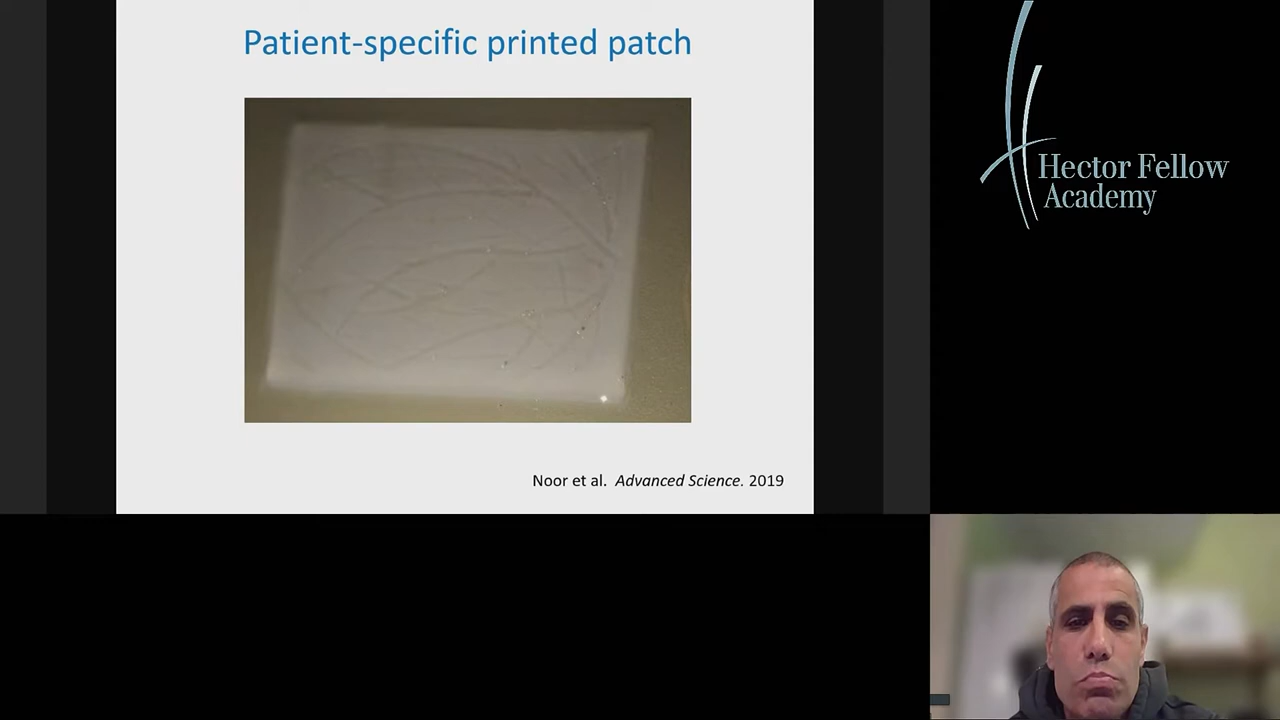 Patient-specific printed patch
Hector Fellow
Academy
Noor et al. Advanced Science. 2019